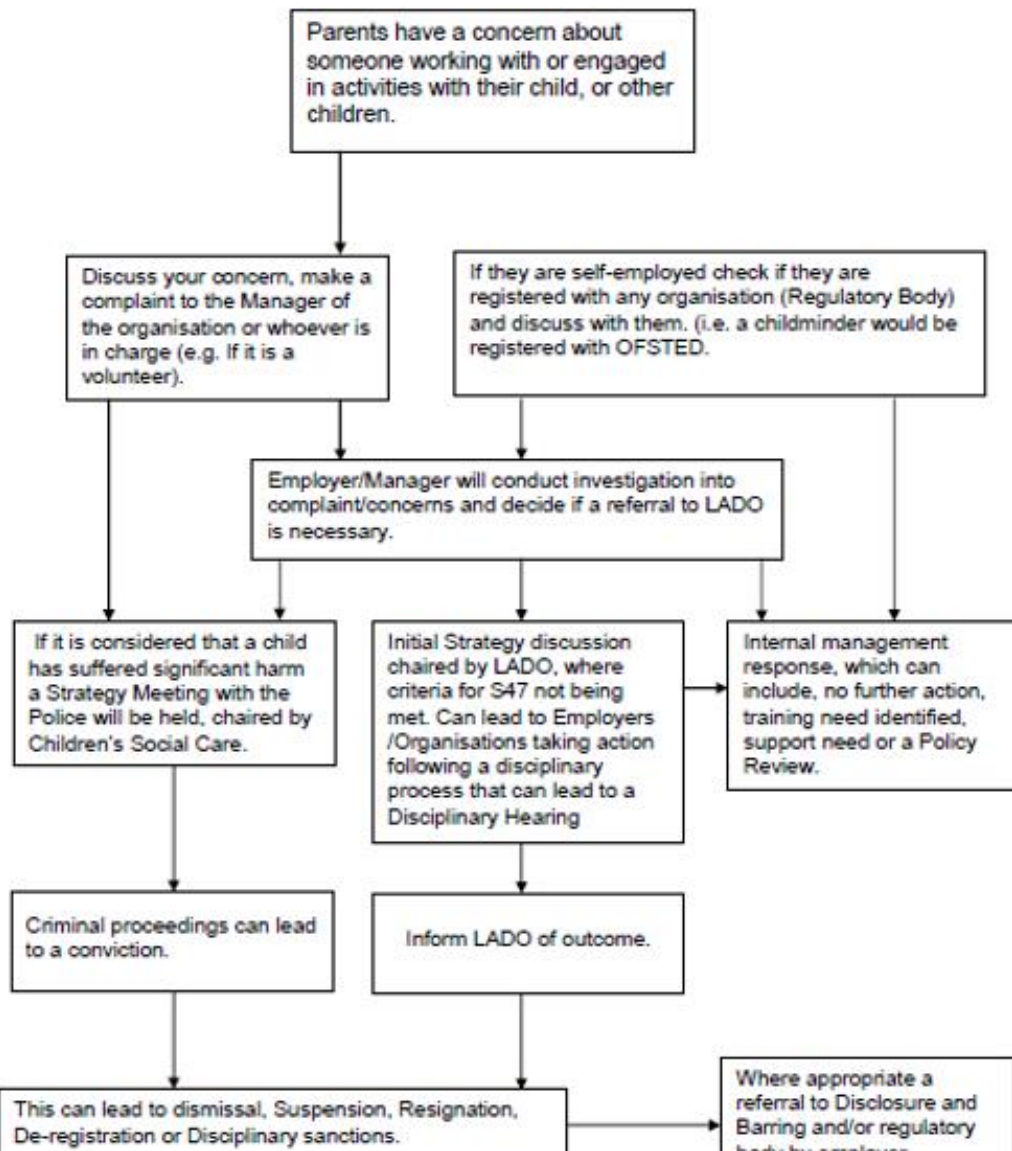 Parents have a concern about
someone working with or engaged
in activities with their child, or other
children.
Discuss your concern, make a
complaint to the Manager of
the organisation or whoever is
in charge (e.g. If it is a
volunteer).
If they are self-employed check if they are
registered with any organisation (Regulatory Body)
and discuss with them. (i.e. a childminder would be
registered with OFSTED.
Employer/Manager will conduct investigation into
complaint/concerns and decide if a referral to LADO
is necessary.
If it is considered that a child
has suffered significant harm
a Strategy Meeting with the
Police will be held, chaired by
Children's Social Care.
Initial Strategy discussion
chaired by LADO, where
criteria for S47 not being
met. Can lead to Employers
/Organisations taking action
following a disciplinary
process that can lead to a
Disciplinary Hearing
Internal management
response, which can
include, no further action,
training need identified,
support need or a Policy
Review.
Criminal proceedings can lead
to a conviction.
Inform LADO of outcome.
This can lead to dismissal, Suspension, Resignation,
De-registration or Disciplinary sanctions.
Where appropriate a
referral to Disclosure and
Barring and/or regulatory
body by employer